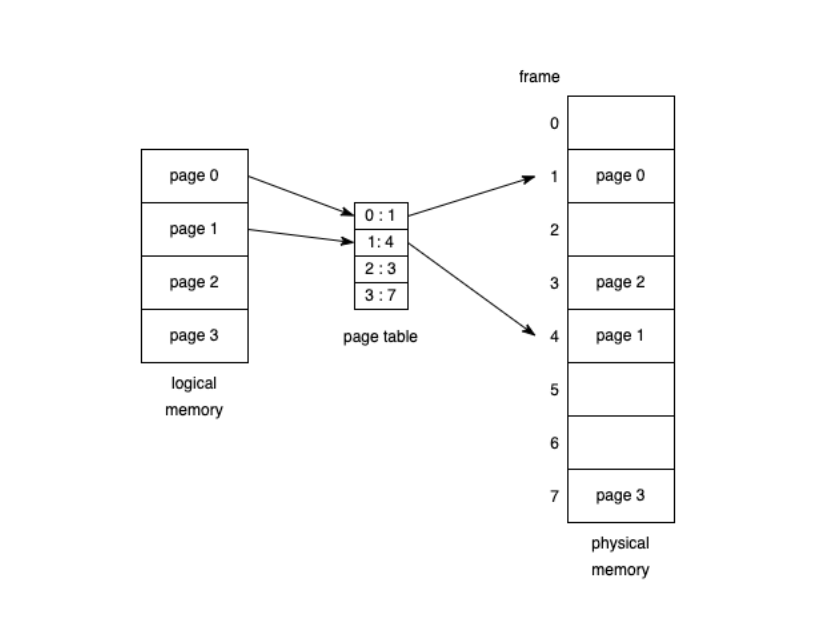 frame
0
page 0
1
page 0
0 : 1
page 1
2
1: 4
2 : 3
page 2
3
page 2
3 : 7
page 3
page table
4
page 1
logical
memory
5
6
7
page 3
physical
memory